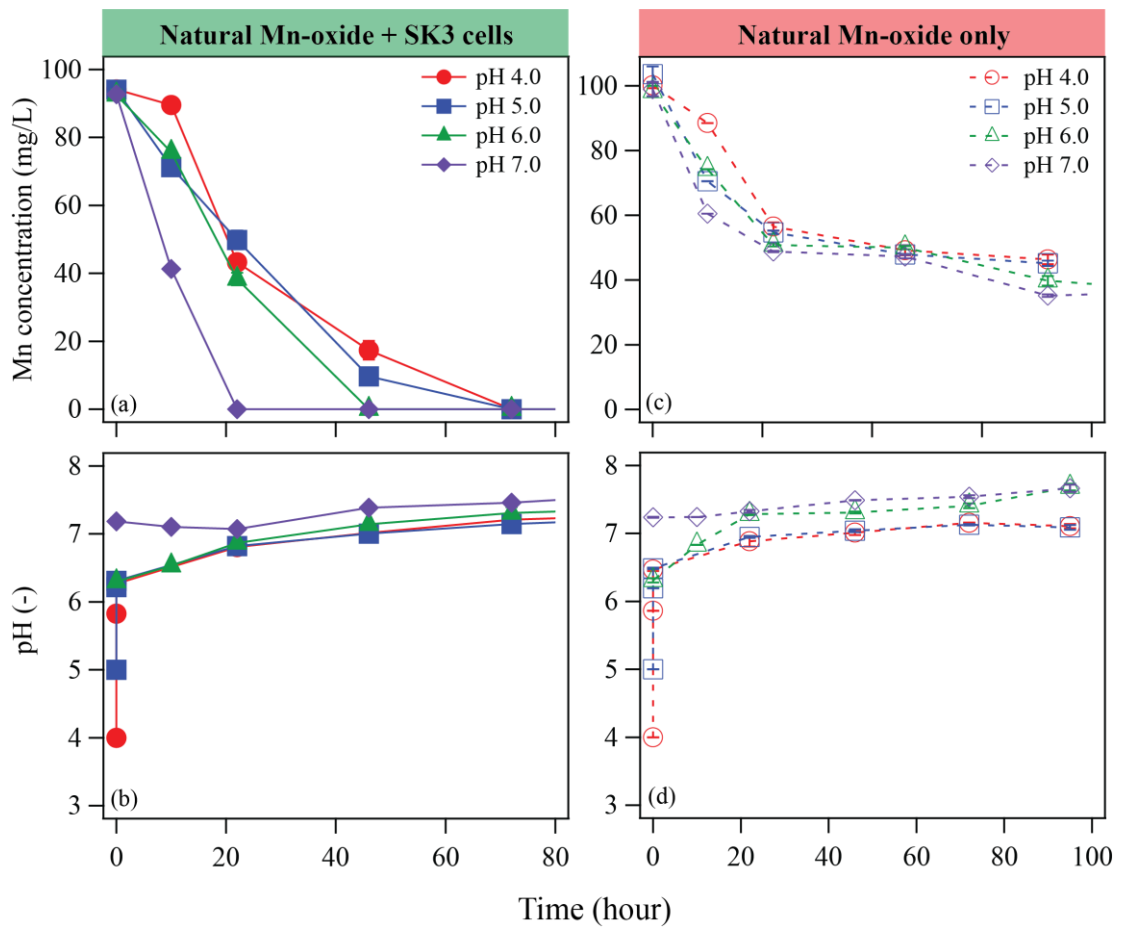 Natural Mn-oxide + SK3 cells
Natural Mn-oxide only
Mn concentration (mg/L)
100
80
60
40
20
0
pH 4.0
pH 5.0
pH 6.0
pH 7.0
(a)
100
80
60
40
20
0
pH 4.0
pH 5.0
pH 6.0
pH 7.0
(c)
pH (-)
8
7
6
5
4
3
(b)
0 20 40 60 80
8
7
6
5
4
3
(d)
0 20 40 60 80 100
Time (hour)